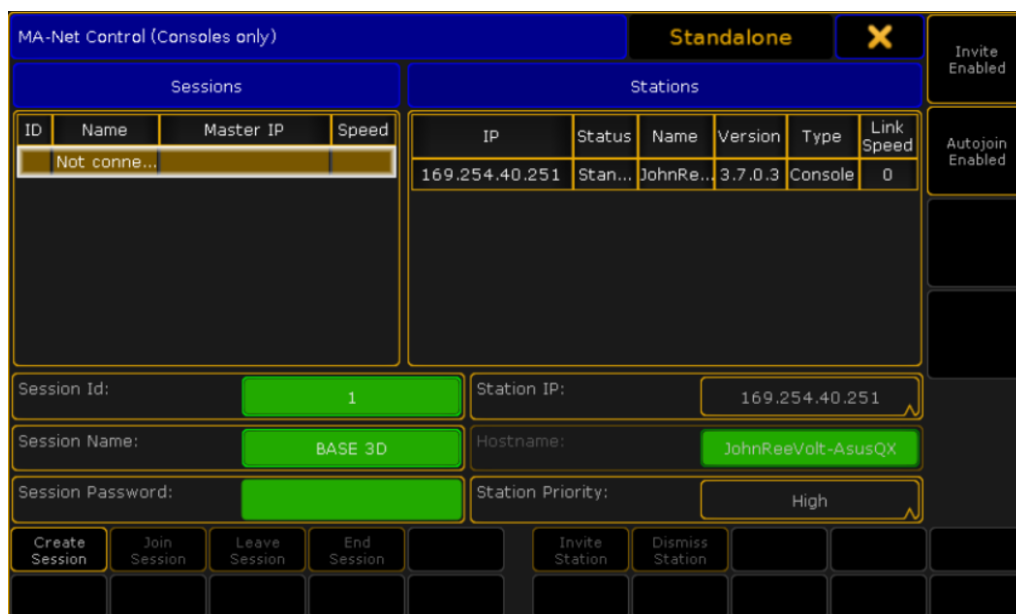 MA-Net Control (Consoles only)
Standalone
Invite
Enabled
Sessions
Stations
ID Name Master IP Speed
IP Status Name Version Type Link Speed
Autojoin
Enabled
Not conne...
169.254.40.251 Stan... JohnRe... 3.7.0.3 Console 0
Session Id: 1
Station IP: 169.254.40.251
Session Name: BASE 3D
Hostname: JohnReeVolt-AsusQX
Session Password:
Station Priority: High
Create
Session
Join
Session
Leave
Session
End
Session
Invite
Station
Dismiss
Station